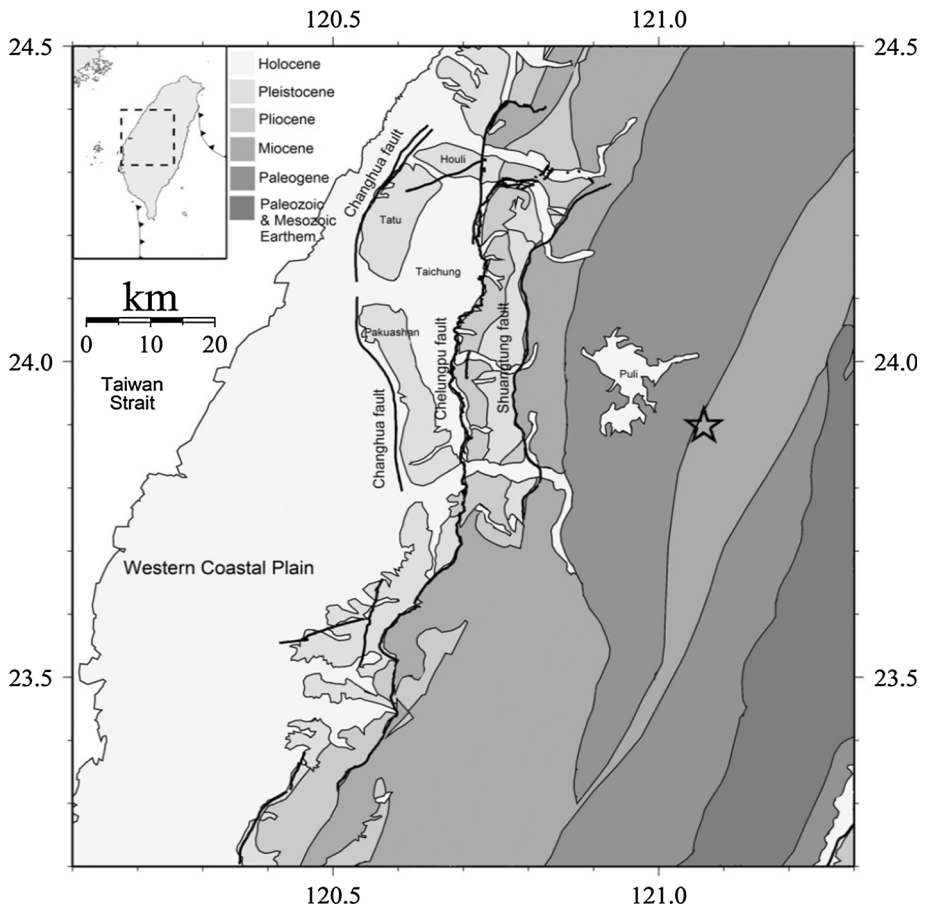 120.5
121.0
24.5
24.5
Holocene
Pleistocene
Pliocene
Miocene
Paleogene
Paleozoic
& Mesozoic
Earthem
Changhua fault
Houli
Tatu
Taichung
km
0 10 20
Taiwan
Strait
24.0
24.0
Pakuashan
Chelungpu fault
Shuangtung fault
Puli
Changhua fault
Western Coastal Plain
23.5
23.5
120.5
121.0